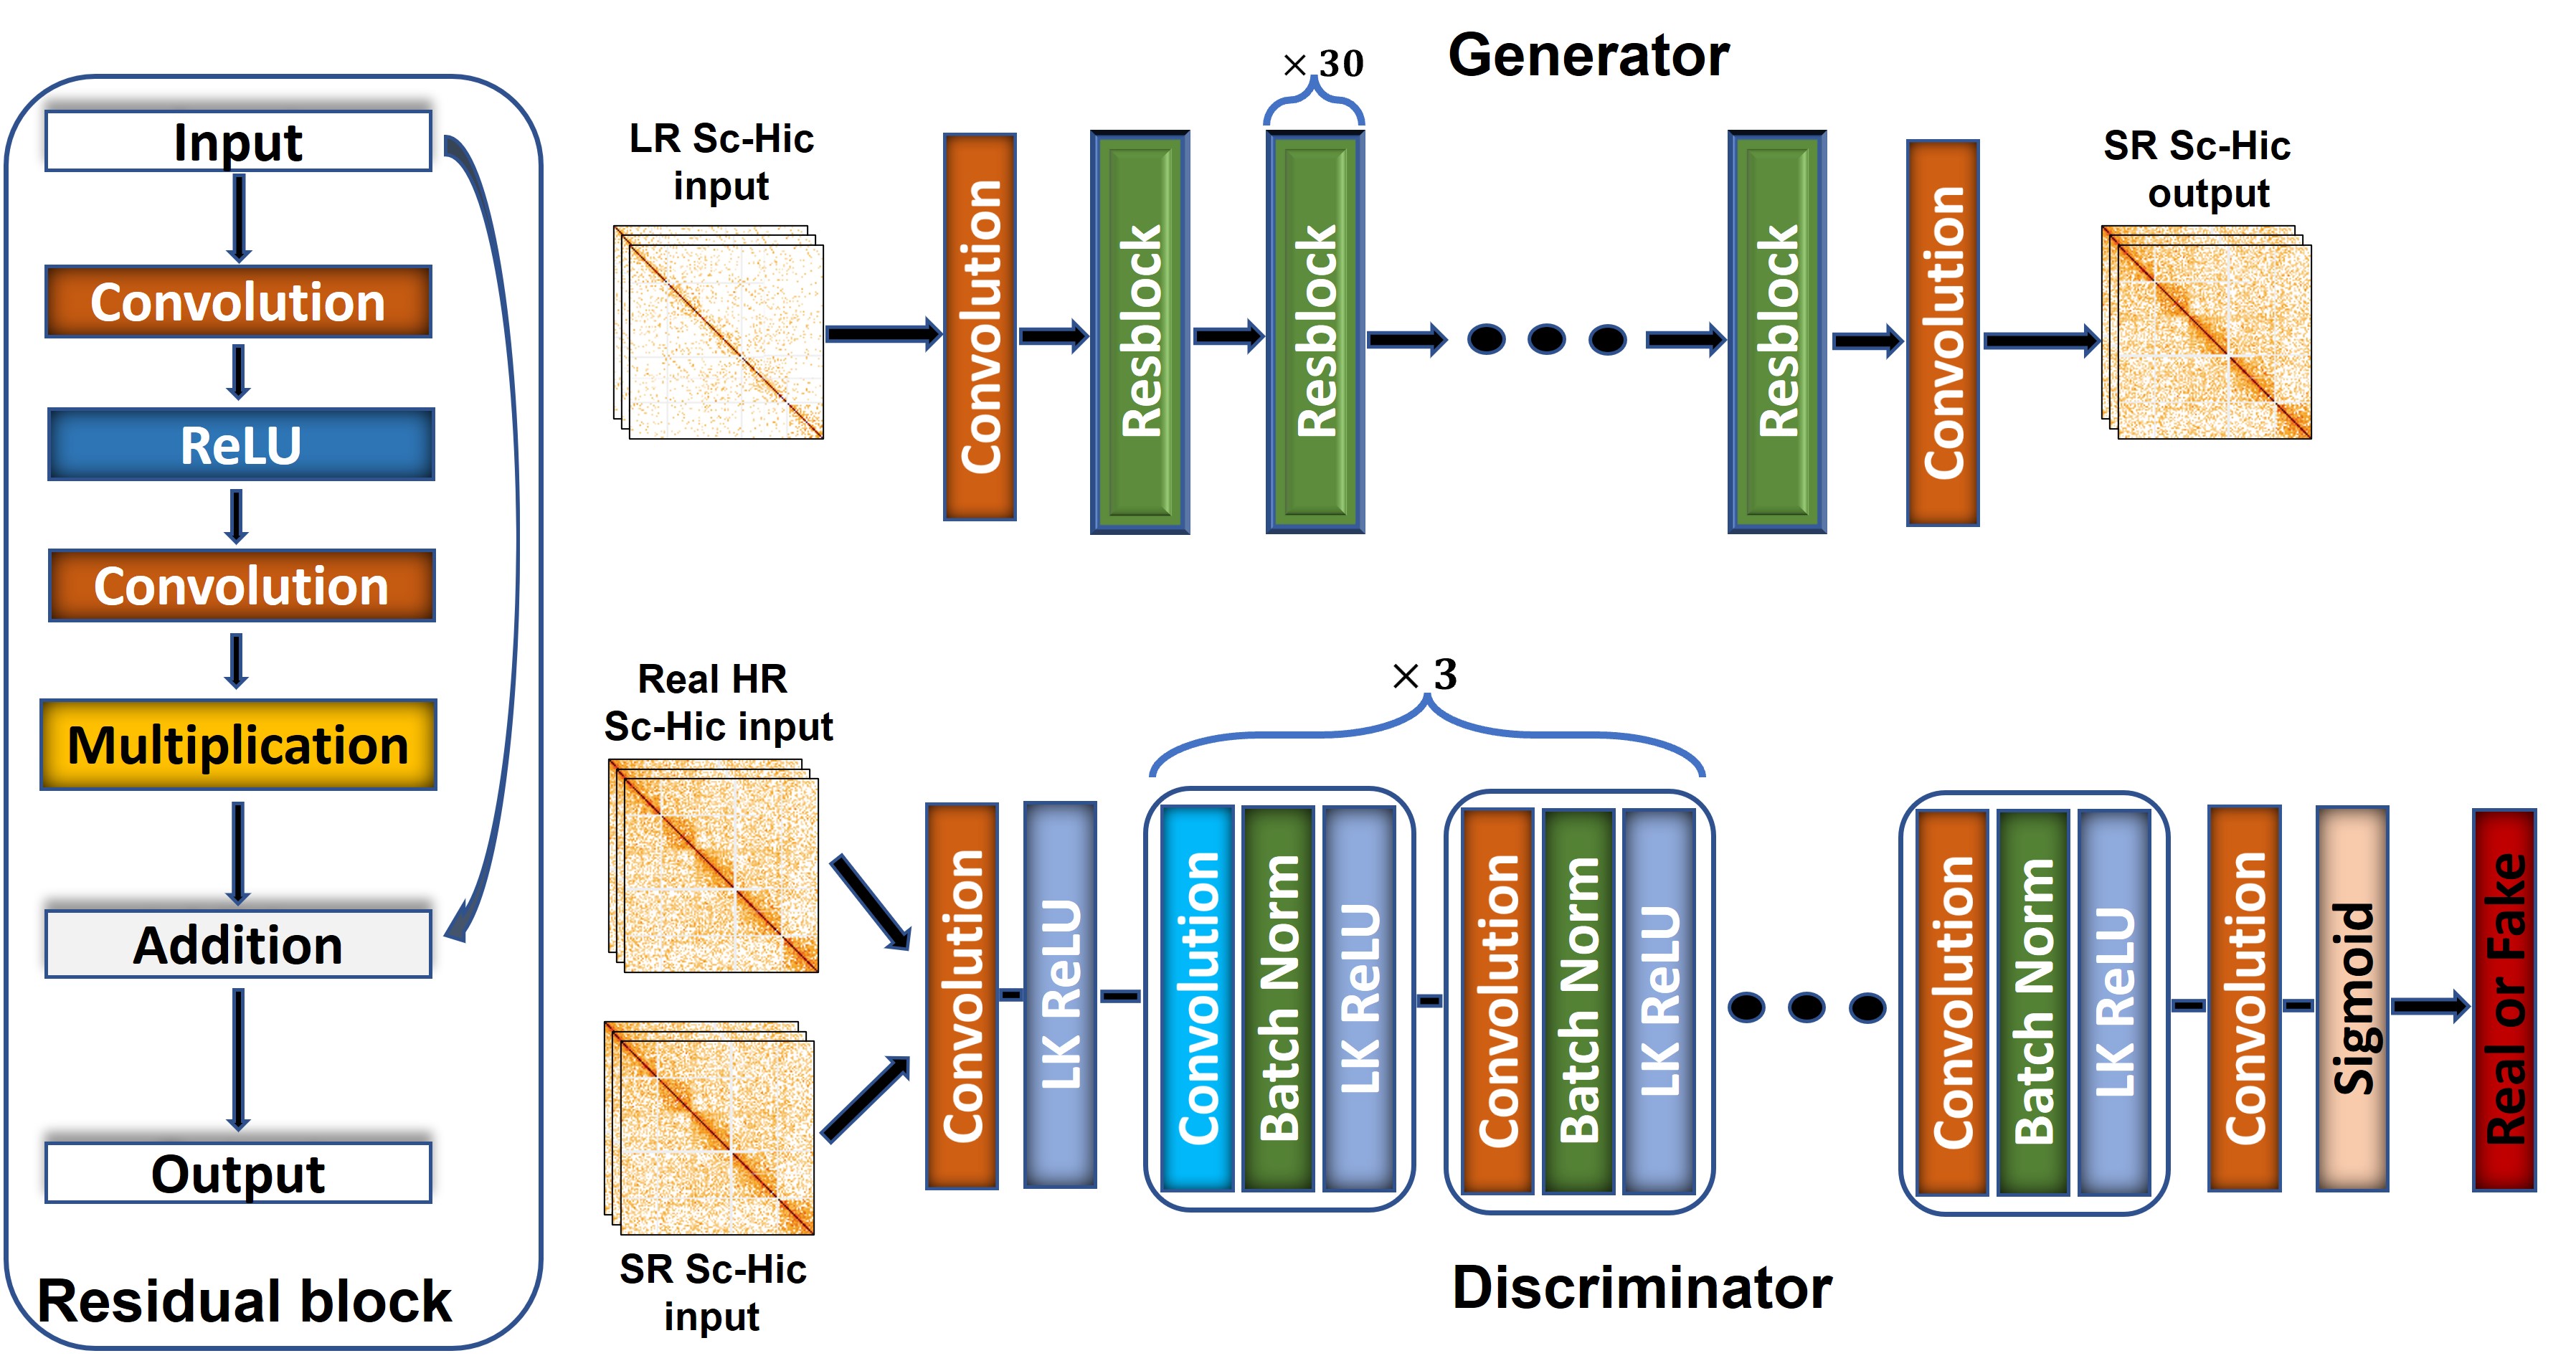 Input
Convolution
ReLU
Convolution
Multiplication
Addition
Output
Residual block
Generator
× 30
LR Sc-Hic
input
Convolution
Resblock
Resblock
Resblock
Convolution
SR Sc-Hic
output
Real HR
Sc-Hic input
SR Sc-Hic
input
× 3
Convolution
LK ReLU
Convolution
Batch Norm
LK ReLU
Convolution
Batch Norm
LK ReLU
Convolution
Batch Norm
LK ReLU
Convolution
Sigmoid
Real or Fake
Discriminator